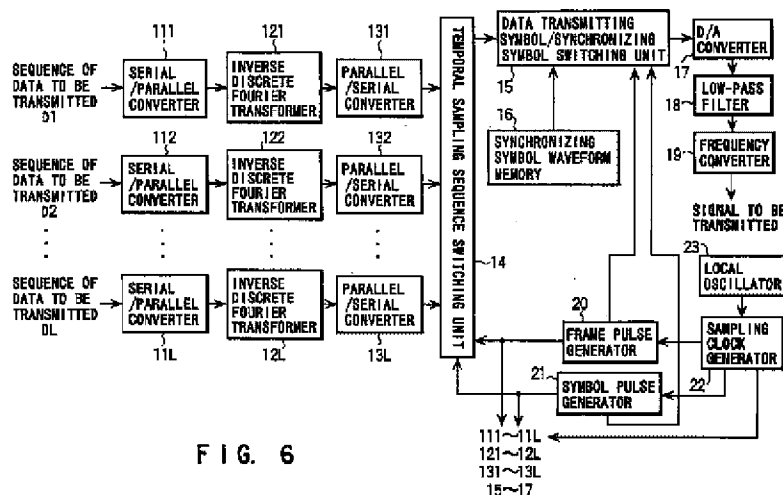 111
121
131
SEQUENCE OF
DATA TO BE
TRANSMITTED
D1
SERIAL
/PARALLEL
CONVERTER
INVERSE
DISCRETE
FOURIER
TRANSFORMER
PARALLEL
/SERIAL
CONVERTER
112
122
132
SEQUENCE OF
DATA TO BE
TRANSMITTED
D2
SERIAL
/PARALLEL
CONVERTER
INVERSE
DISCRETE
FOURIER
TRANSFORMER
PARALLEL
/SERIAL
CONVERTER
SEQUENCE OF
DATA TO BE
TRANSMITTED
DL
SERIAL
/PARALLEL
CONVERTER
INVERSE
DISCRETE
FOURIER
TRANSFORMER
PARALLEL
/SERIAL
CONVERTER
11L
12L
13L
TEMPORAL SAMPLING SEQUENCE SWITCHING UNIT
14
DATA TRANSMITTING
SYMBOL/SYNCHRONIZING
SYMBOL SWITCHING UNIT
15
16
SYNCHRONIZING
SYMBOL WAVEFORM
MEMORY
D/A
CONVERTER
17
18
LOW-PASS
FILTER
19
FREQUENCY
CONVERTER
SIGNAL TO BE
TRANSMITTED
23
LOCAL
OSCILLATOR
20
FRAME PULSE
GENERATOR
SAMPLING
CLOCK
GENERATOR
22
21
SYMBOL PULSE
GENERATOR
111~11L
121~12L
131~13L
15~17
FIG. 6